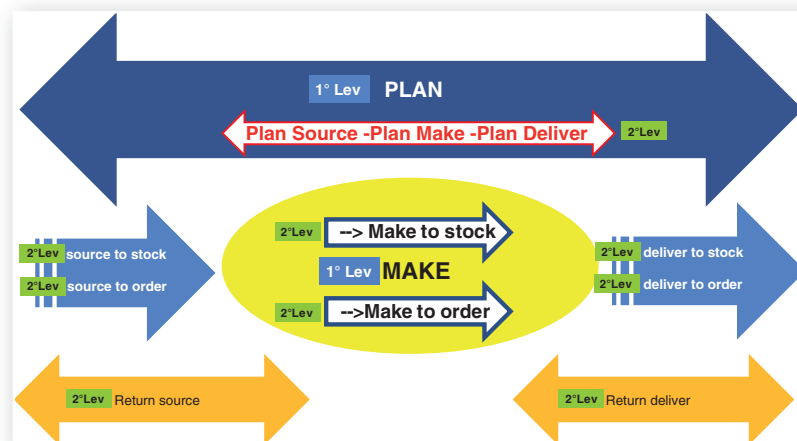 1° Lev PLAN
Plan Source -Plan Make -Plan Deliver 2°Lev
2°Lev --> Make to stock
2°Lev source to stock
2°Lev deliver to stock
1° Lev MAKE
2°Lev source to order
2°Lev deliver to order
2°Lev -->Make to order
2°Lev Return source
2°Lev Return deliver